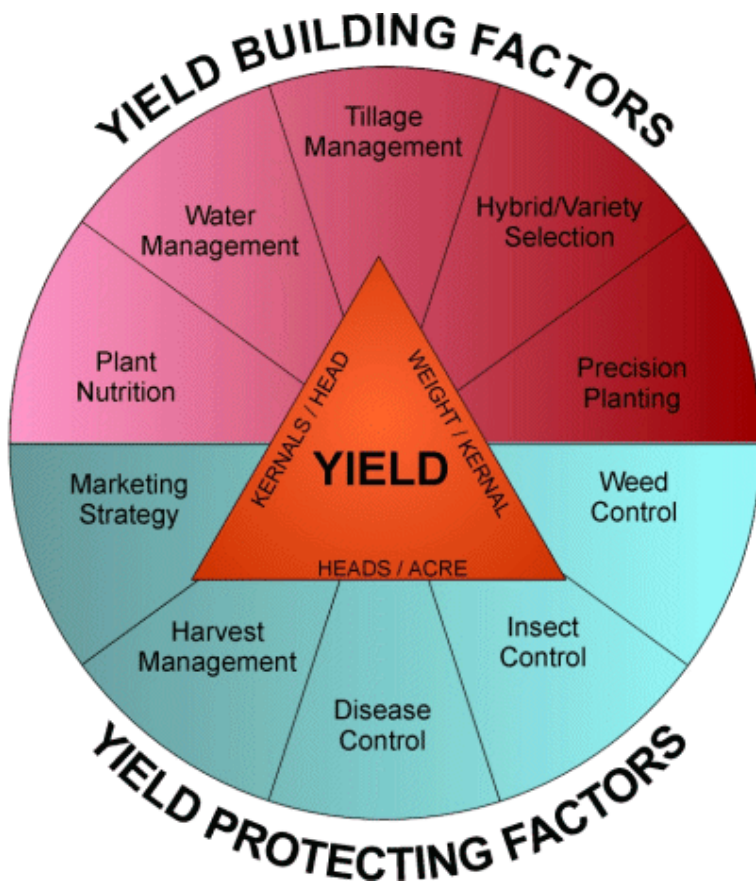 YIELD BUILDING FACTORS
Tillage
Management
Water
Management
Hybrid/Variety
Selection
Plant
Nutrition
Precision
Planting
KERNALS / HEAD
WEIGHT / KERNAL
YIELD
HEADS / ACRE
Marketing
Strategy
Weed
Control
Harvest
Management
Insect
Control
Disease
Control
YIELD PROTECTING FACTORS